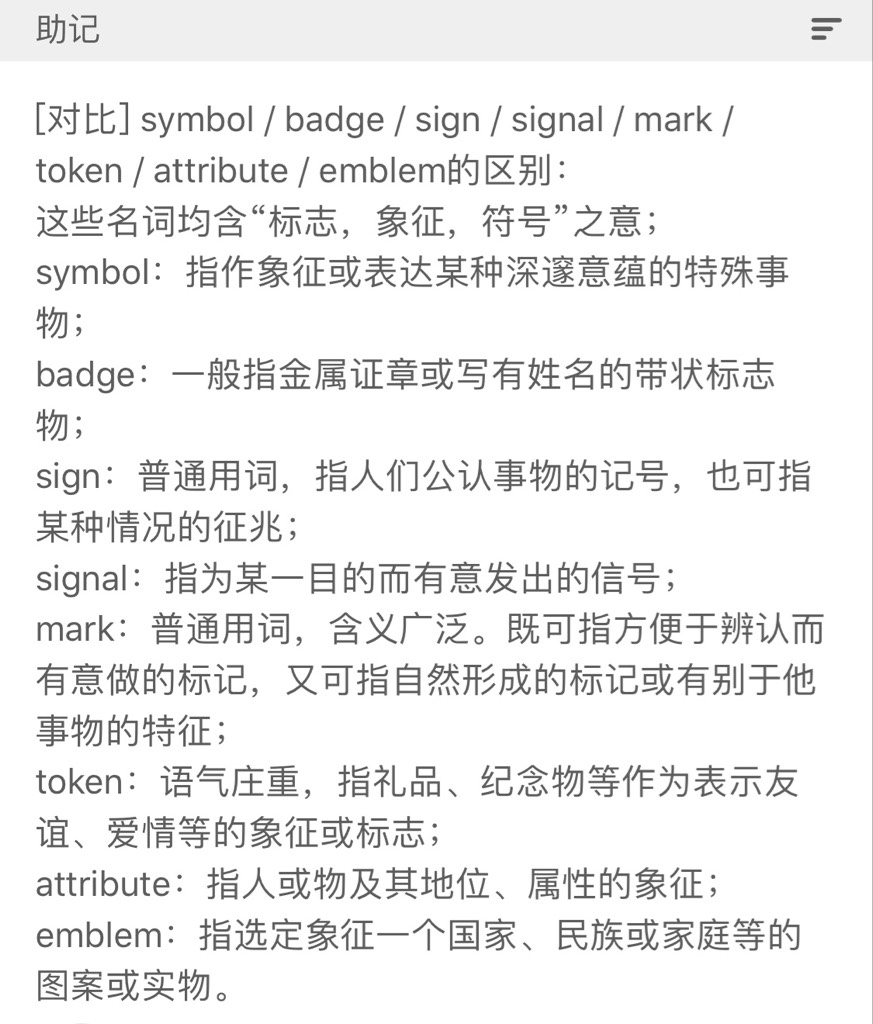 助记
[对比] symbol / badge / sign / signal / mark /
token / attribute / emblem的区别：
这些名词均含“标志，象征，符号”之意；
symbol：指作象征或表达某种深邃意蕴的特殊事
物；
badge：一般指金属证章或写有姓名的带状标志
物；
sign：普通用词，指人们公认事物的记号，也可指
某种情况的征兆；
signal：指为某一目的而有意发出的信号；
mark：普通用词，含义广泛。既可指方便于辨认而
有意做的标记，又可指自然形成的标记或有别于他
事物的特征；
token：语气庄重，指礼品、纪念物等作为表示友
谊、爱情等的象征或标志；
attribute：指人或物及其地位、属性的象征；
emblem：指选定象征一个国家、民族或家庭等的
图案或实物。